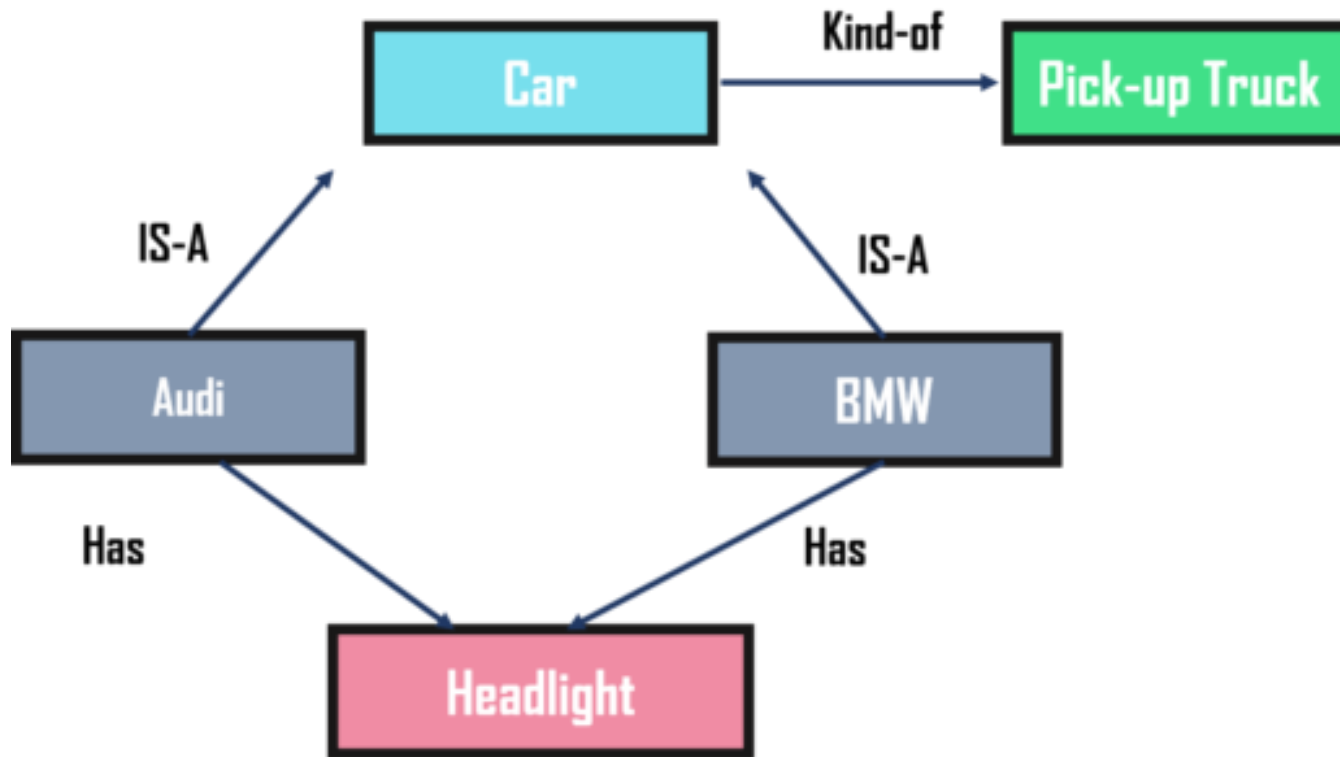 Kind-of
Car
Pick-up Truck
IS-A
IS-A
Audi
BMW
Has
Has
Headlight